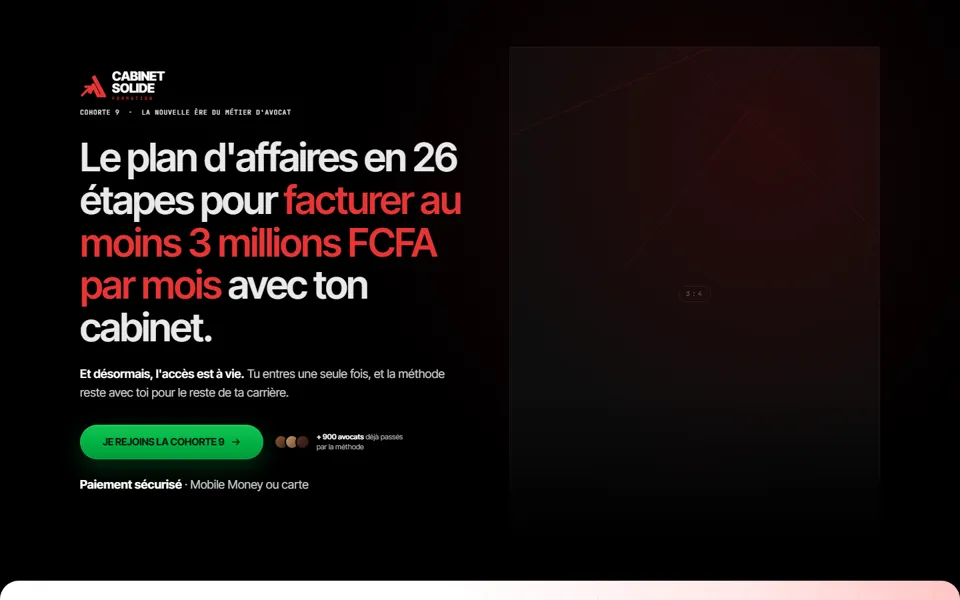 CABINET
SOLIDE
FORMATION
COHORTE 9 · LA NOUVELLE ÈRE DU MÉTIER D'AVOCAT
Le plan d'affaires en 26
étapes pour facturer au
moins 3 millions FCFA
par mois avec ton
cabinet.
Et désormais, l'accès est à vie. Tu entres une seule fois, et la méthode
reste avec toi pour le reste de ta carrière.
JE REJOINS LA COHORTE 9 →
+ 900 avocats déjà passés
par la méthode
Paiement sécurisé · Mobile Money ou carte
3:4